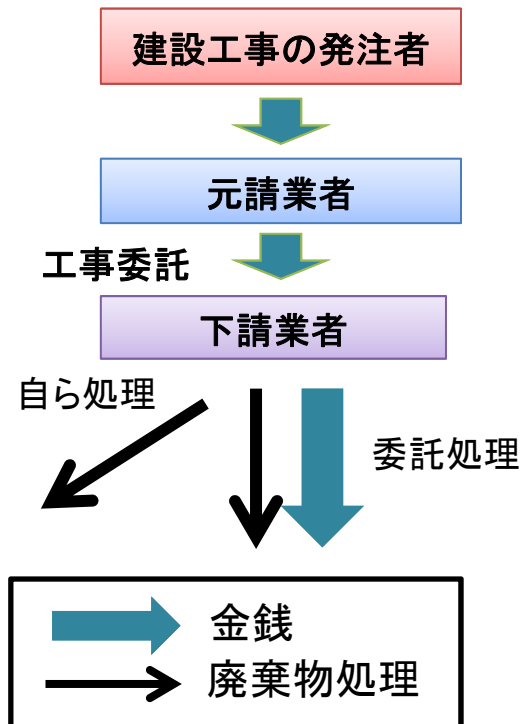 建設工事の発注者
元請業者
工事委託
下請業者
自ら処理
委託処理
金銭
廃棄物処理